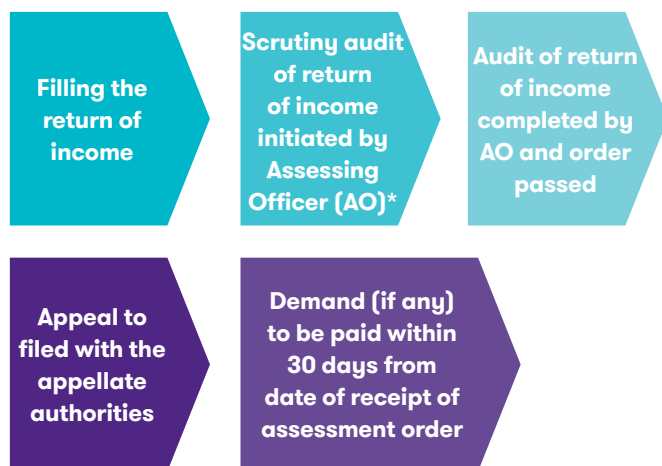 Filling the
return of
income
Scrutiny audit
of return
of income
initiated by
Assessing
Officer (AO)*
Audit of return
of income
completed by
AO and order
passed
Appeal to
filed with the
appellate
authorities
Demand (if any)
to be paid within
30 days from
date of receipt of
assessment order